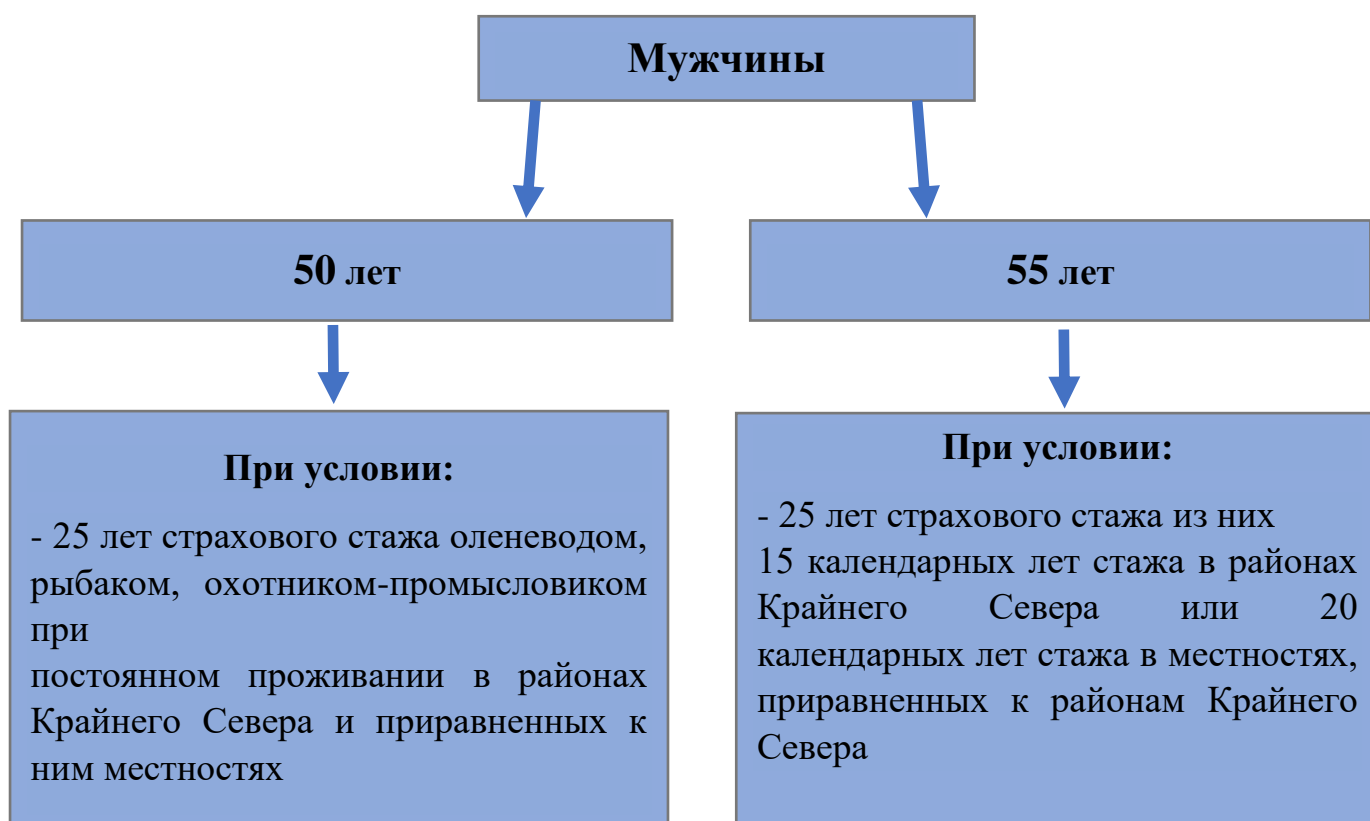 Мужчины
50 лет
55 лет
При условии:
- 25 лет страхового стажа оленеводом,
рыбаком, охотником-промысловиком
при
постоянном проживании в районах
Крайнего Севера и приравненных к
ним местностях
При условии:
- 25 лет страхового стажа из них
15 календарных лет стажа в районах
Крайнего Севера или 20
календарных лет стажа в местностях,
приравненных к районам Крайнего
Севера